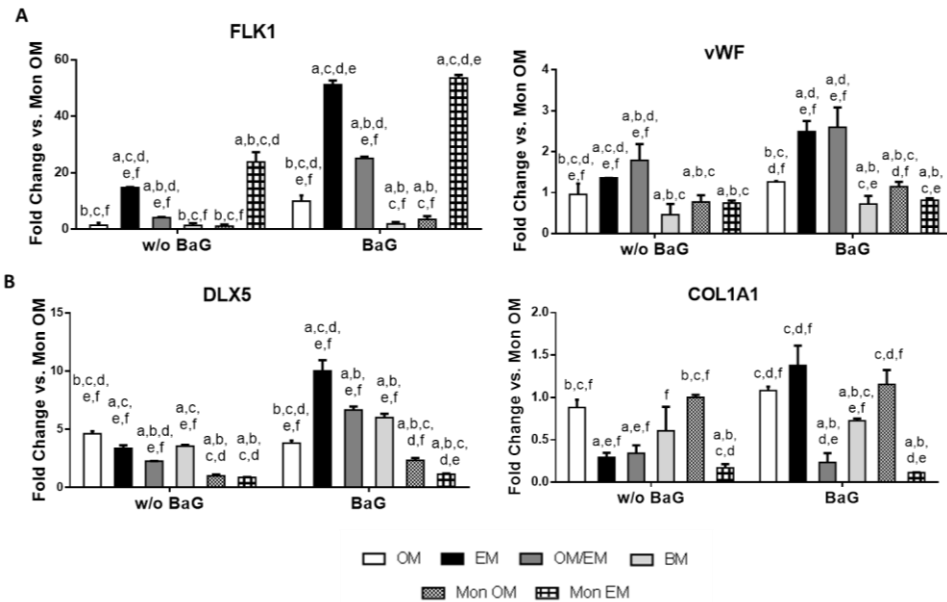 A
FLK1
Fold Change vs. Mon OM
60
40
20
0
b,c,f
a,c,d,
e,f
a,b,d,
e,f
b,c,f
b,c,f
a,b,c,d
b,c,d
e,f
a,c,d,e
a,b,d,
e,f
a,b,
c,f
a,b,
c,f
a,c,d,e
w/o BaG
BaG
vWF
Fold Change vs. Mon OM
4
3
2
1
0
b,c,d
e,f
a,c,d,
e,f
a,b,d,
e,f
a,b,c
a,b,c
a,b,c
b,c,
d,f
a,d,
e,f
a,d,
e,f
a,b,
c,e
a,b,c,
d,f
a,b,
c,e
w/o BaG
BaG
B
DLX5
Fold Change vs. Mon OM
15
10
5
0
b,c,d,
e,f
a,c,
e,f
a,b,d,
e,f
a,c,
e,f
a,b,
c,d
a,b,
c,d
b,c,d,
e,f
a,c,d,
e,f
a,b,
e,f
a,b,
e,f
a,b,c,
d,f
a,b,c,
d,e
w/o BaG
BaG
COL1A1
Fold Change vs. Mon OM
1.5
1.0
0.5
0.0
b,c,f
a,e,f
a,e,f
f
b,c,f
a,b,
c,d
c,d,f
c,d,f
a,b,
d,e
a,b,c,
e,f
c,d,f
a,b,
d,e
w/o BaG
BaG
OM
EM
OM/EM
BM
Mon OM
Mon EM